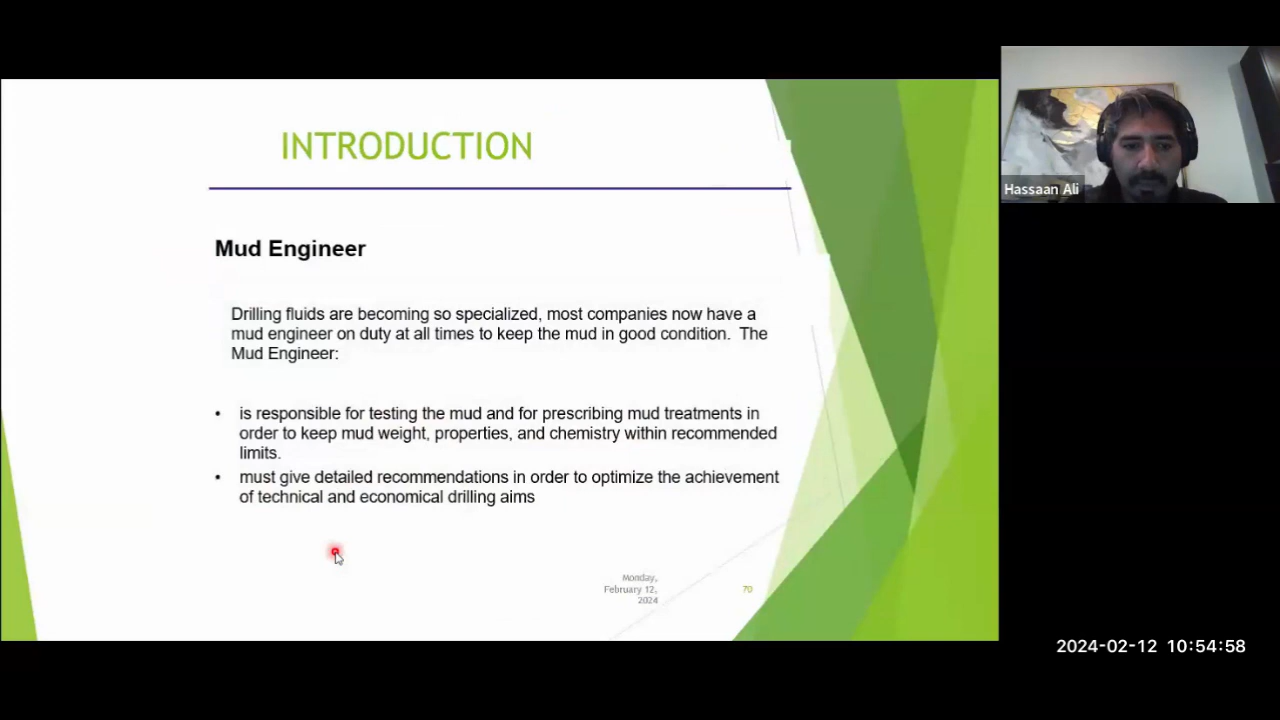 INTRODUCTION
Mud Engineer
Drilling fluids are becoming so specialized, most companies now have a
mud engineer on duty at all times to keep the mud in good condition. The
Mud Engineer:
• is responsible for testing the mud and for prescribing mud treatments in
order to keep mud weight, properties, and chemistry within recommended
limits.
• must give detailed recommendations in order to optimize the achievement
of technical and economical drilling aims
Monday,
February 12,
2024
70
Hassaan Ali
2024-02-12 10:54:58